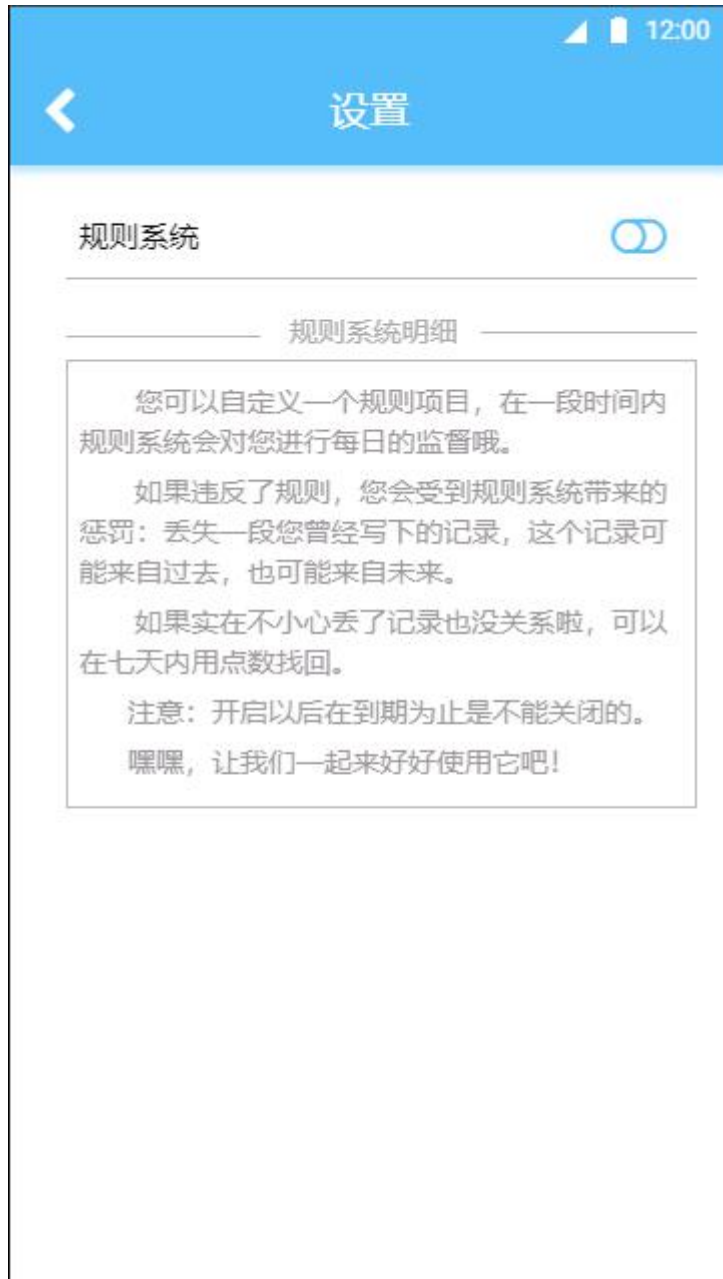 12:00
设置
规则系统
规则系统明细
您可以自定义一个规则项目，在一段时间内
规则系统会对您进行每日的监督哦。
如果违反了规则，您会受到规则系统带来的
惩罚：丢失一段您曾经写下的记录，这个记录可
能来自过去，也可能来自未来。
如果实在不小心丢了记录也没关系啦，可以
在七天内用点数找回。
注意：开启以后在到期为止是不能关闭的。
嘿嘿，让我们一起来好好使用它吧！